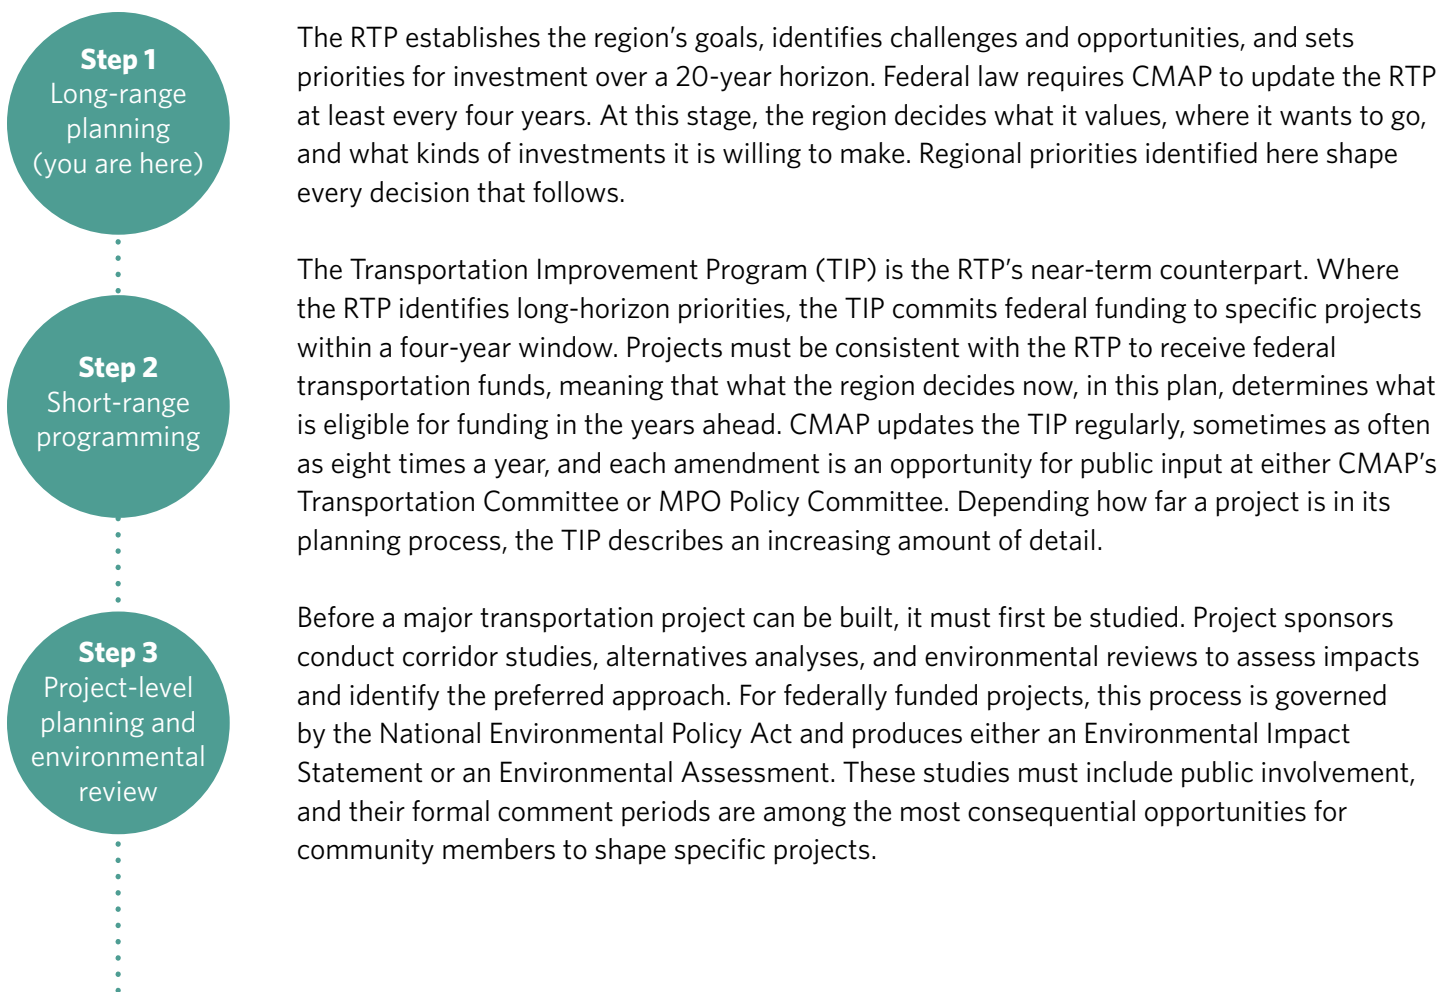 Step 1
Long-range
planning
(you are here)
The RTP establishes the region’s goals, identifies challenges and opportunities, and sets
priorities for investment over a 20-year horizon. Federal law requires CMAP to update the RTP
at least every four years. At this stage, the region decides what it values, where it wants to go,
and what kinds of investments it is willing to make. Regional priorities identified here shape
every decision that follows.
Step 2
Short-range
programming
The Transportation Improvement Program (TIP) is the RTP’s near-term counterpart. Where
the RTP identifies long-horizon priorities, the TIP commits federal funding to specific projects
within a four-year window. Projects must be consistent with the RTP to receive federal
transportation funds, meaning that what the region decides now, in this plan, determines what
is eligible for funding in the years ahead. CMAP updates the TIP regularly, sometimes as often
as eight times a year, and each amendment is an opportunity for public input at either CMAP’s
Transportation Committee or MPO Policy Committee. Depending how far a project is in its
planning process, the TIP describes an increasing amount of detail.
Step 3
Project-level
planning and
environmental
review
Before a major transportation project can be built, it must first be studied. Project sponsors
conduct corridor studies, alternatives analyses, and environmental reviews to assess impacts
and identify the preferred approach. For federally funded projects, this process is governed
by the National Environmental Policy Act and produces either an Environmental Impact
Statement or an Environmental Assessment. These studies must include public involvement,
and their formal comment periods are among the most consequential opportunities for
community members to shape specific projects.